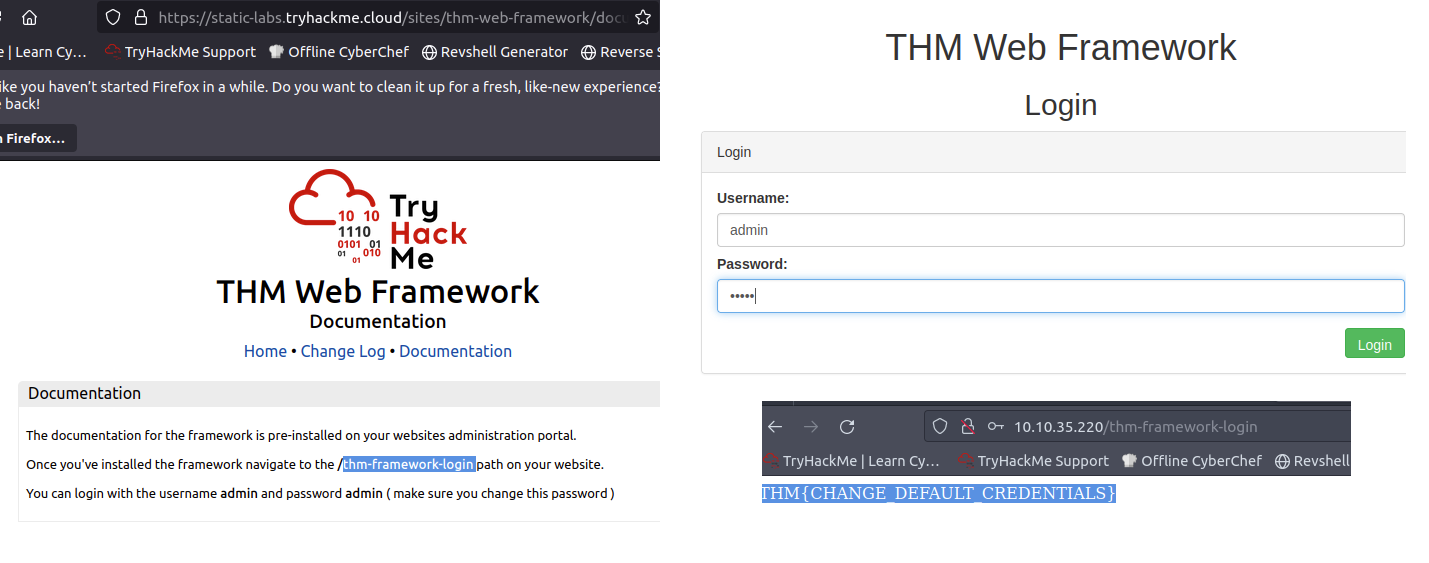 https://static-labs.tryhackme.cloud/sites/thm-web-framework/docu
e | Learn Cy… TryHackMe Support Offline CyberChef Revshell Generator Reverse S
ike you haven’t started Firefox in a while. Do you want to clean it up for a fresh, like-new experience?
e back!
n Firefox…
10 10
1110
0101 01
01 010
01
Try
Hack
Me
THM Web Framework
Documentation
Home • Change Log • Documentation
Documentation
The documentation for the framework is pre-installed on your websites administration portal.
Once you've installed the framework navigate to the /thm-framework-login path on your website.
You can login with the username admin and password admin ( make sure you change this password )
THM Web Framework
Login
Login
Username:
admin
Password:
•••••
Login
10.10.35.220/thm-framework-login
TryHackMe | Learn Cy… TryHackMe Support Offline CyberChef Revshell
THM{CHANGE_DEFAULT_CREDENTIALS}